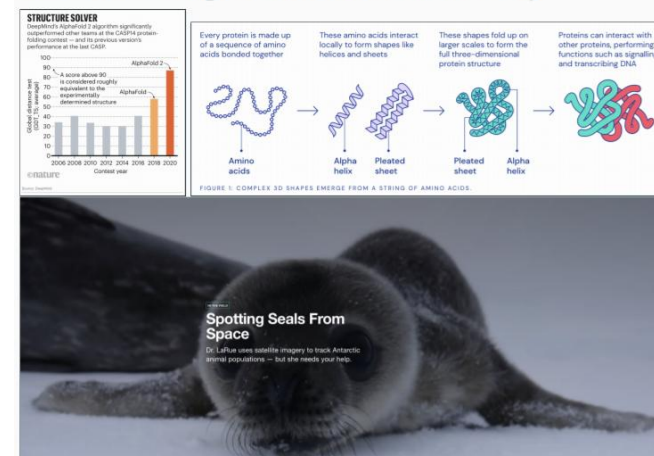 STRUCTURE SOLVER
DeepMind's AlphaFold 2 algorithm significantly
outperformed other teams at the CASP14 protein-
folding contest — and its previous version's
performance at the last CASP.
Global distance test
(GDT_TS; average)
100
90
80
70
60
50
40
30
20
10
0
A score above 90
is considered roughly
equivalent to the
experimentally
determined structure
AlphaFold 2
AlphaFold
2006 2008 2010 2012 2014 2016 2018 2020
Contest year
©nature
Source: DeepMind
Every protein is made up
of a sequence of amino
acids bonded together
These amino acids interact
locally to form shapes like
helices and sheets
These shapes fold up on
larger scales to form the
full three-dimensional
protein structure
Proteins can interact with
other proteins, performing
functions such as signalling
and transcribing DNA
Amino
acids
Alpha
helix
Pleated
sheet
Pleated
sheet
Alpha
helix
FIGURE 1: COMPLEX 3D SHAPES EMERGE FROM A STRING OF AMINO ACIDS.
Spotting Seals From
Space
Dr. LaRue uses satellite imagery to track Antarctic
animal populations — but she needs your help.